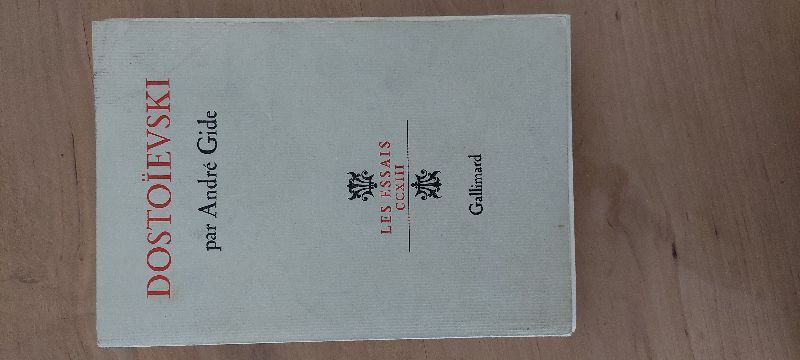 DOSTOÏEVSKI
par André Gide
LES ESSAIS
CCXIII
Gallimard